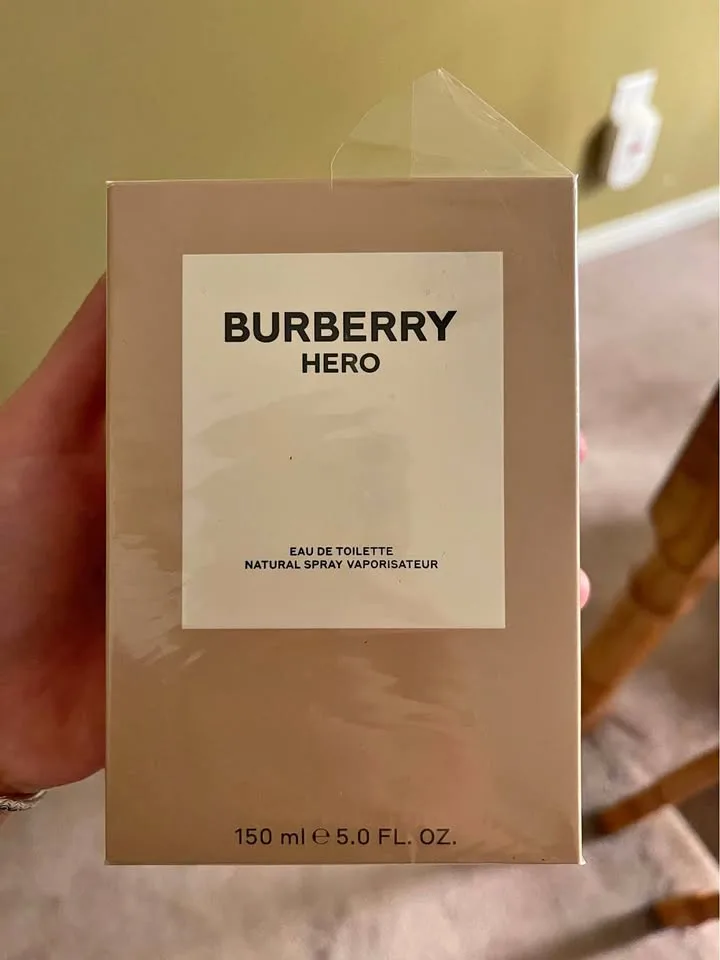 BURBERRY
HERO
EAU DE TOILETTE
NATURAL SPRAY VAPORISATEUR
150 ml ℮ 5.0 FL. OZ.